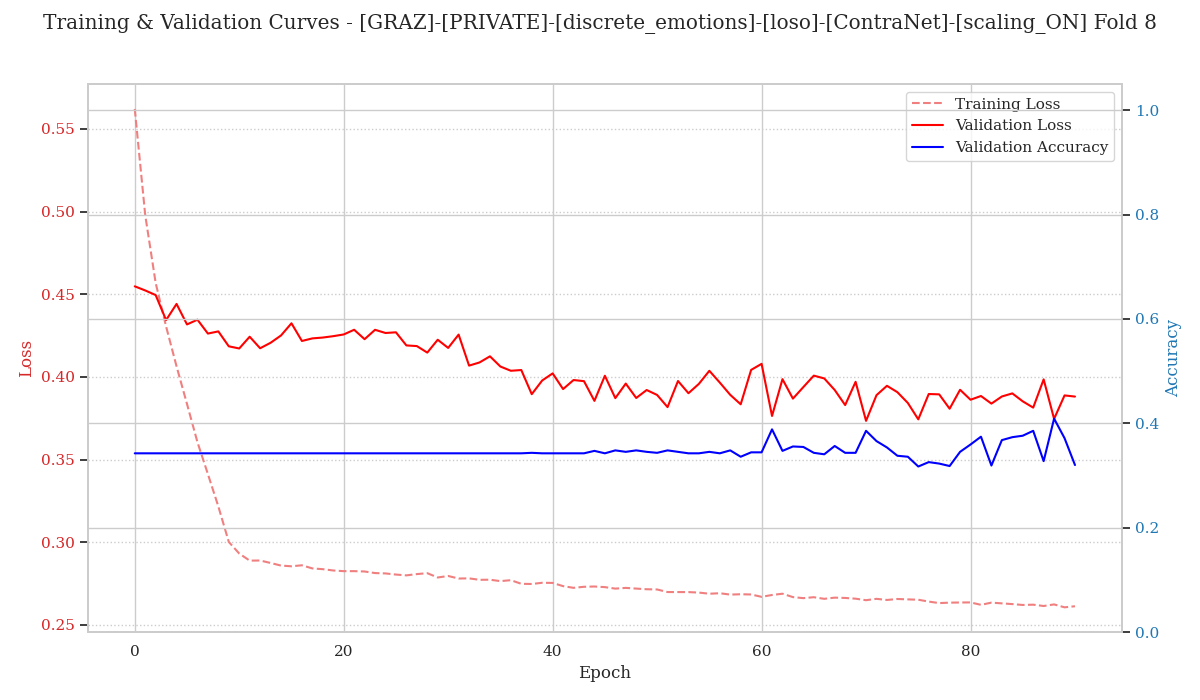 Training & Validation Curves - [GRAZ]-[PRIVATE]-[discrete_emotions]-[loso]-[ContraNet]-[scaling_ON] Fold 8
Training Loss
Validation Loss
Validation Accuracy
Loss
0.55
0.50
0.45
0.40
0.35
0.30
0.25
1.0
0.8
0.6
0.4
0.2
0.0
Accuracy
0
20
40
60
80
Epoch